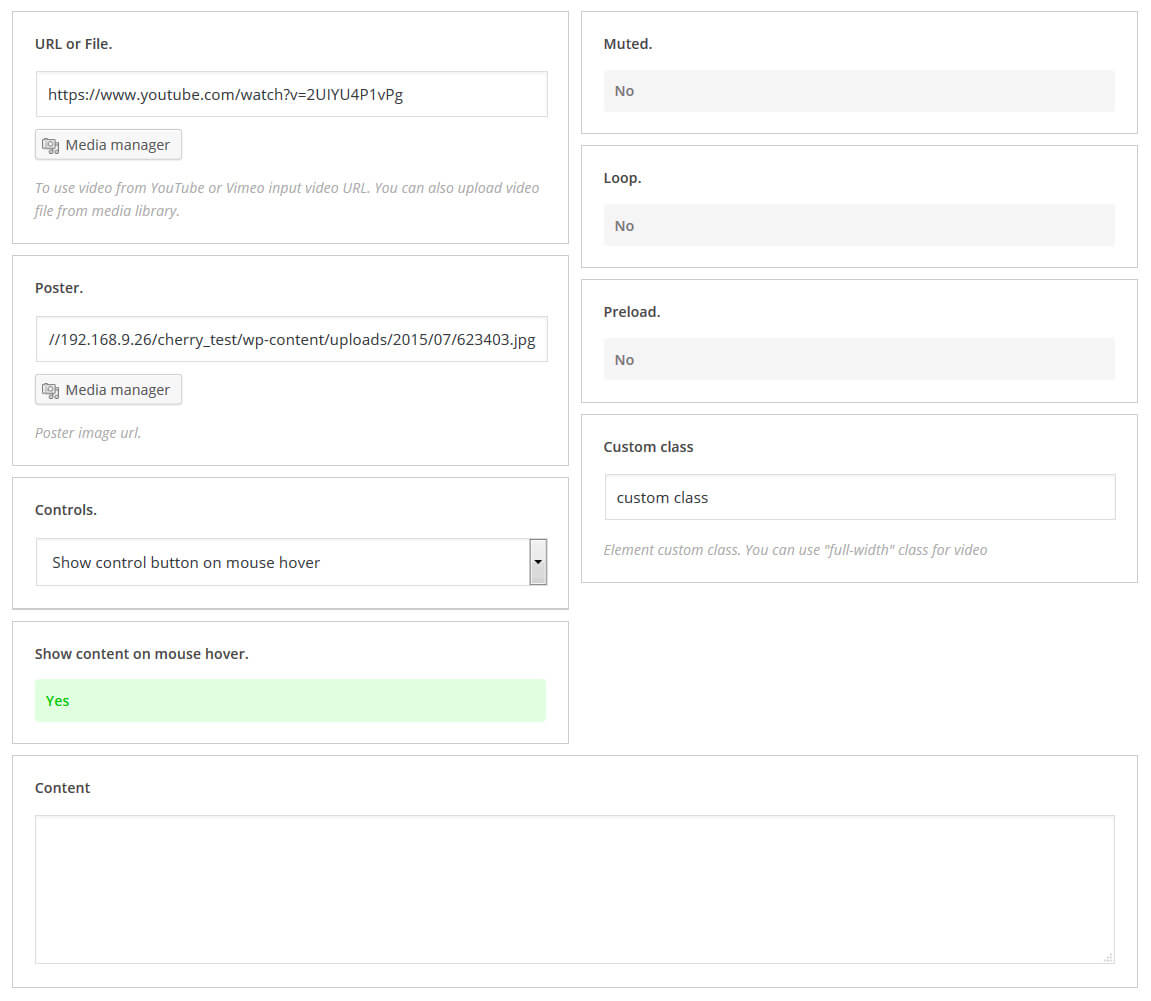 URL or File.
https://www.youtube.com/watch?v=2UIYU4P1vPg
Media manager
To use video from YouTube or Vimeo input video URL. You can also upload video
file from media library.
Poster.
//192.168.9.26/cherry_test/wp-content/uploads/2015/07/623403.jpg
Media manager
Poster image url.
Controls.
Show control button on mouse hover
Show content on mouse hover.
Yes
Muted.
No
Loop.
No
Preload.
No
Custom class
custom class
Element custom class. You can use "full-width" class for video
Content